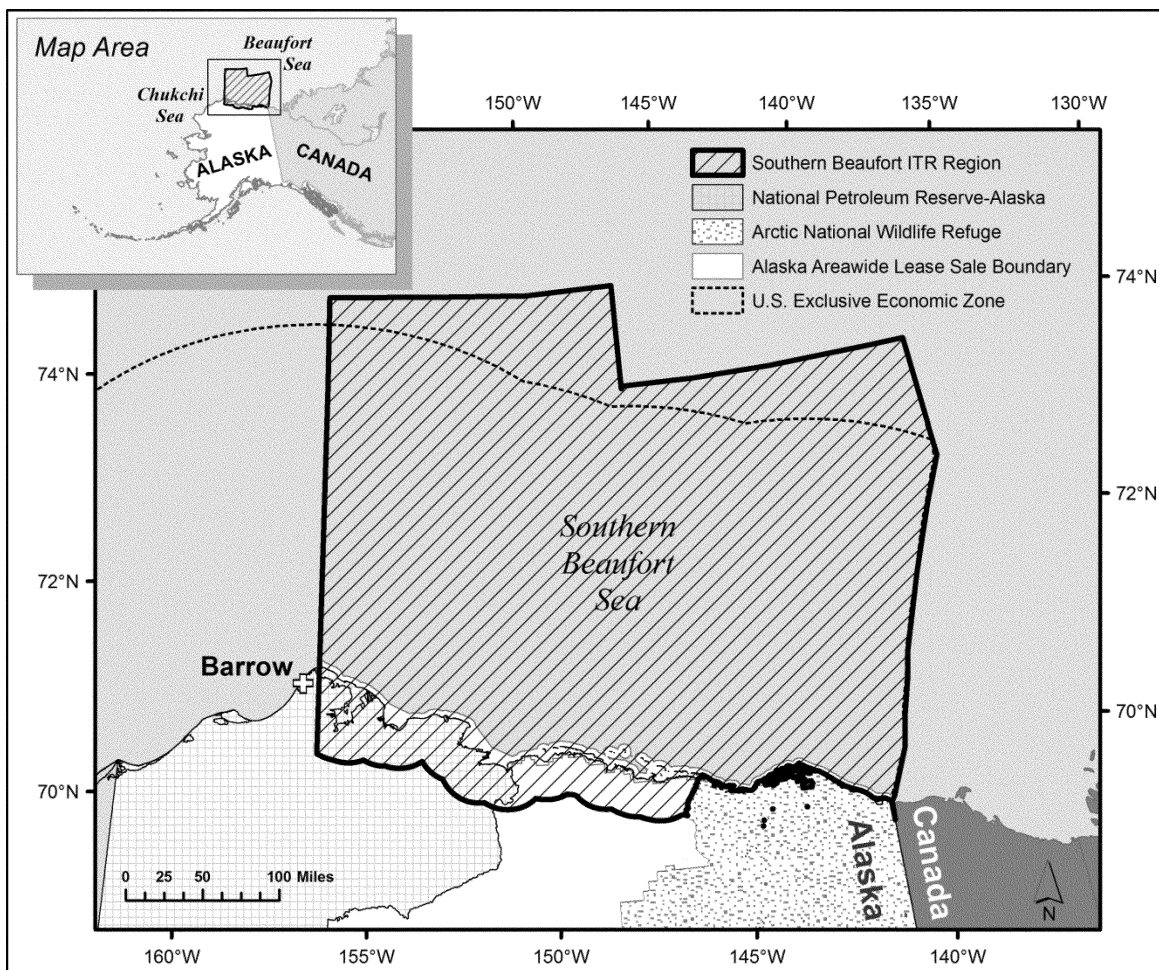 Map Area
Beaufort
Sea
Chukchi
Sea
ALASKA
CANADA
150°W 145°W 140°W 135°W 130°W
Southern Beaufort ITR Region
National Petroleum Reserve-Alaska
Arctic National Wildlife Refuge
Alaska Areawide Lease Sale Boundary
U.S. Exclusive Economic Zone
74°N
74°N
72°N
Southern
Beaufort
Sea
72°N
Barrow
70°N
70°N
Alaska
Canada
0 25 50 100 Miles
N
160°W 155°W 150°W 145°W 140°W